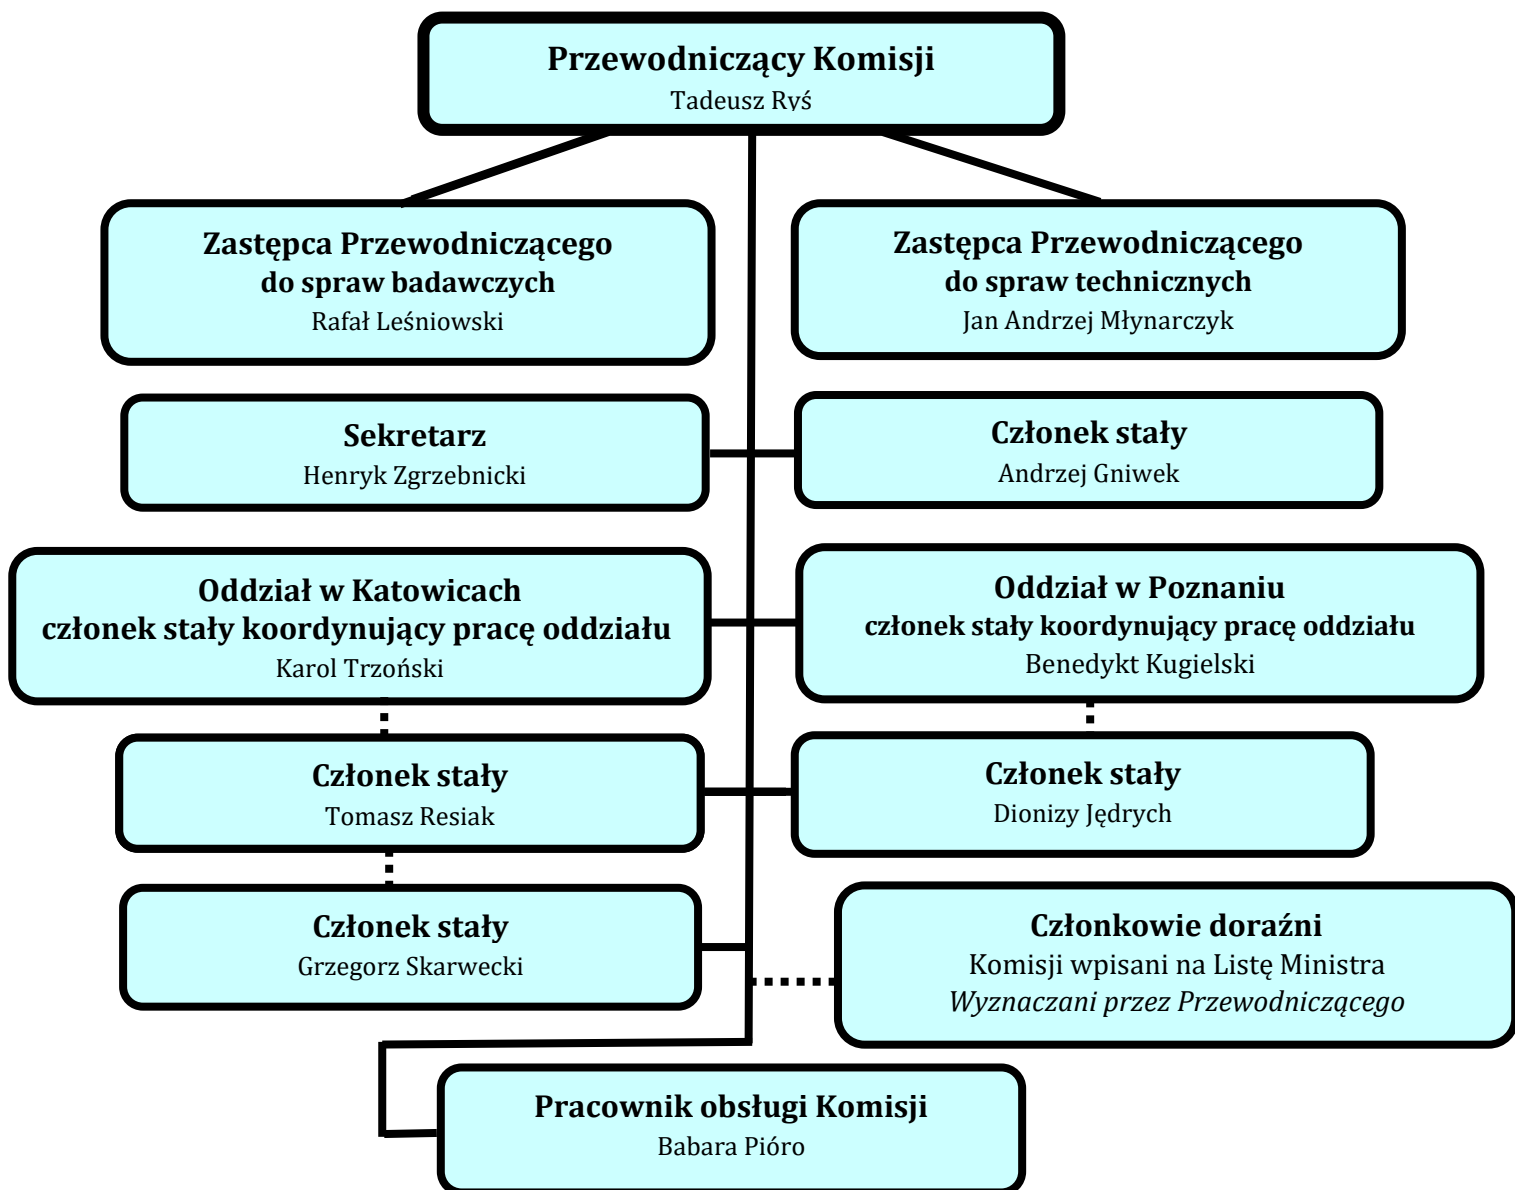 Przewodniczący Komisji
Tadeusz Ryś
Zastępca Przewodniczącego
do spraw badawczych
Rafał Leśniowski
Zastępca Przewodniczącego
do spraw technicznych
Jan Andrzej Młynarczyk
Sekretarz
Henryk Zgrzebnicki
Członek stały
Andrzej Gniwek
Oddział w Katowicach
członek stały koordynujący pracę oddziału
Karol Trzoński
Oddział w Poznaniu
członek stały koordynujący pracę oddziału
Benedykt Kugielski
Członek stały
Tomasz Resiak
Członek stały
Dionizy Jędrych
Członek stały
Grzegorz Skarwecki
Członkowie doraźni
Komisji wpisani na Listę Ministra
Wyznaczani przez Przewodniczącego
Pracownik obsługi Komisji
Babara Pióro